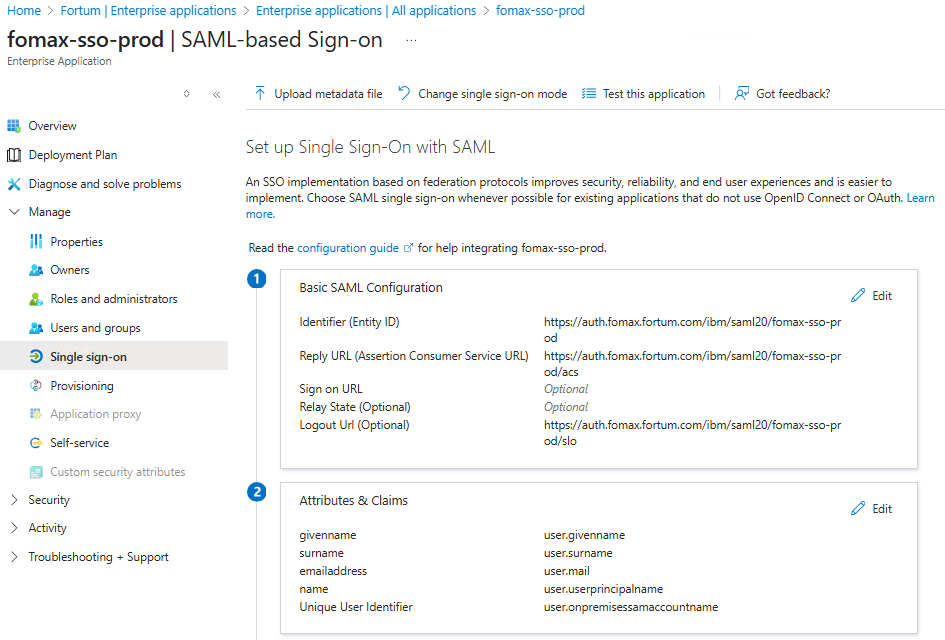 Home > Fortum | Enterprise applications > Enterprise applications | All applications > fomax-sso-prod
fomax-sso-prod | SAML-based Sign-on ...
Enterprise Application
Upload metadata file Change single sign-on mode Test this application Got feedback?
Overview
Deployment Plan
Diagnose and solve problems
Manage
Properties
Owners
Roles and administrators
Users and groups
Single sign-on
Provisioning
Application proxy
Self-service
Custom security attributes
Security
Activity
Troubleshooting + Support
Set up Single Sign-On with SAML
An SSO implementation based on federation protocols improves security, reliability, and end user experiences and is easier to
implement. Choose SAML single sign-on whenever possible for existing applications that do not use OpenID Connect or OAuth. Learn
more.
Read the configuration guide for help integrating fomax-sso-prod.
1
Basic SAML Configuration
Edit
Identifier (Entity ID) https://auth.fomax.fortum.com/ibm/saml20/fomax-sso-pr
od
Reply URL (Assertion Consumer Service URL) https://auth.fomax.fortum.com/ibm/saml20/fomax-sso-pr
od/acs
Sign on URL Optional
Relay State (Optional) Optional
Logout Url (Optional) https://auth.fomax.fortum.com/ibm/saml20/fomax-sso-pr
od/slo
2
Attributes & Claims
Edit
givenname user.givenname
surname user.surname
emailaddress user.mail
name user.userprincipalname
Unique User Identifier user.onpremisessamaccountname